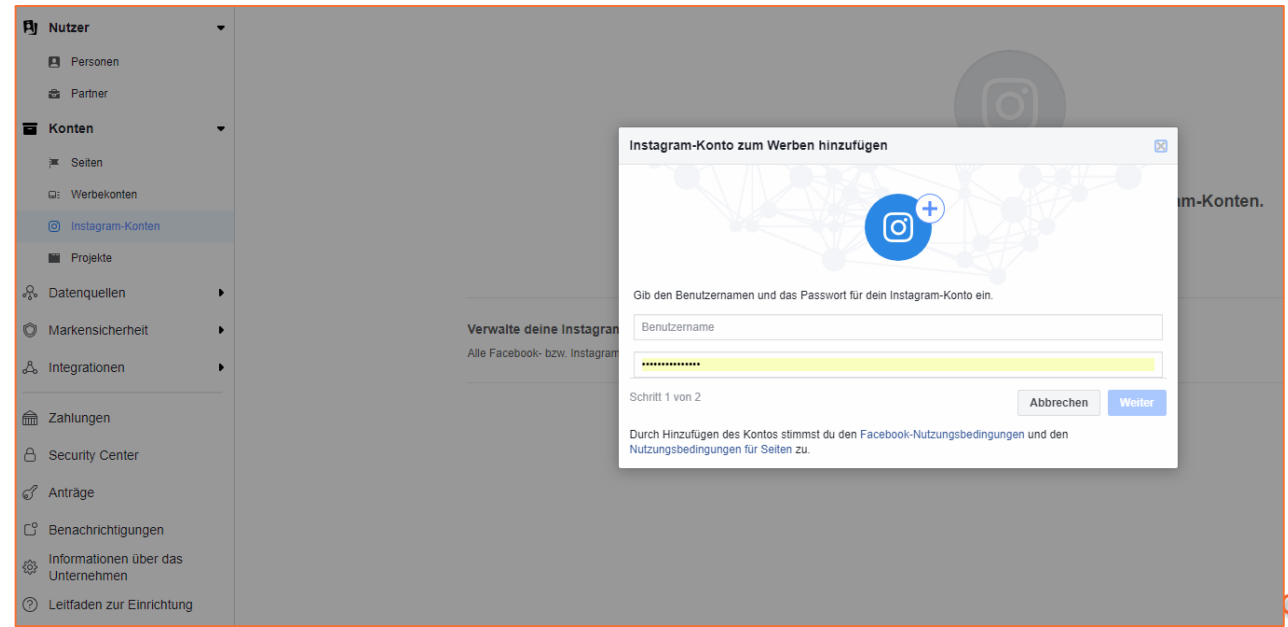 Nutzer
Personen
Partner
Konten
Seiten
Werbekonten
Instagram-Konten
Projekte
Datenquellen
Markensicherheit
Integrationen
Zahlungen
Security Center
Anträge
Benachrichtigungen
Informationen über das
Unternehmen
Leitfaden zur Einrichtung
Instagram-Konto zum Werben hinzufügen
Gib den Benutzernamen und das Passwort für dein Instagram-Konto ein.
Benutzername
•••••••••••••••
Schritt 1 von 2
Abbrechen
Weiter
Durch Hinzufügen des Kontos stimmst du den Facebook-Nutzungsbedingungen und den
Nutzungsbedingungen für Seiten zu.
-Konten.
Verwalte deine Instagram
Alle Facebook- bzw. Instagram